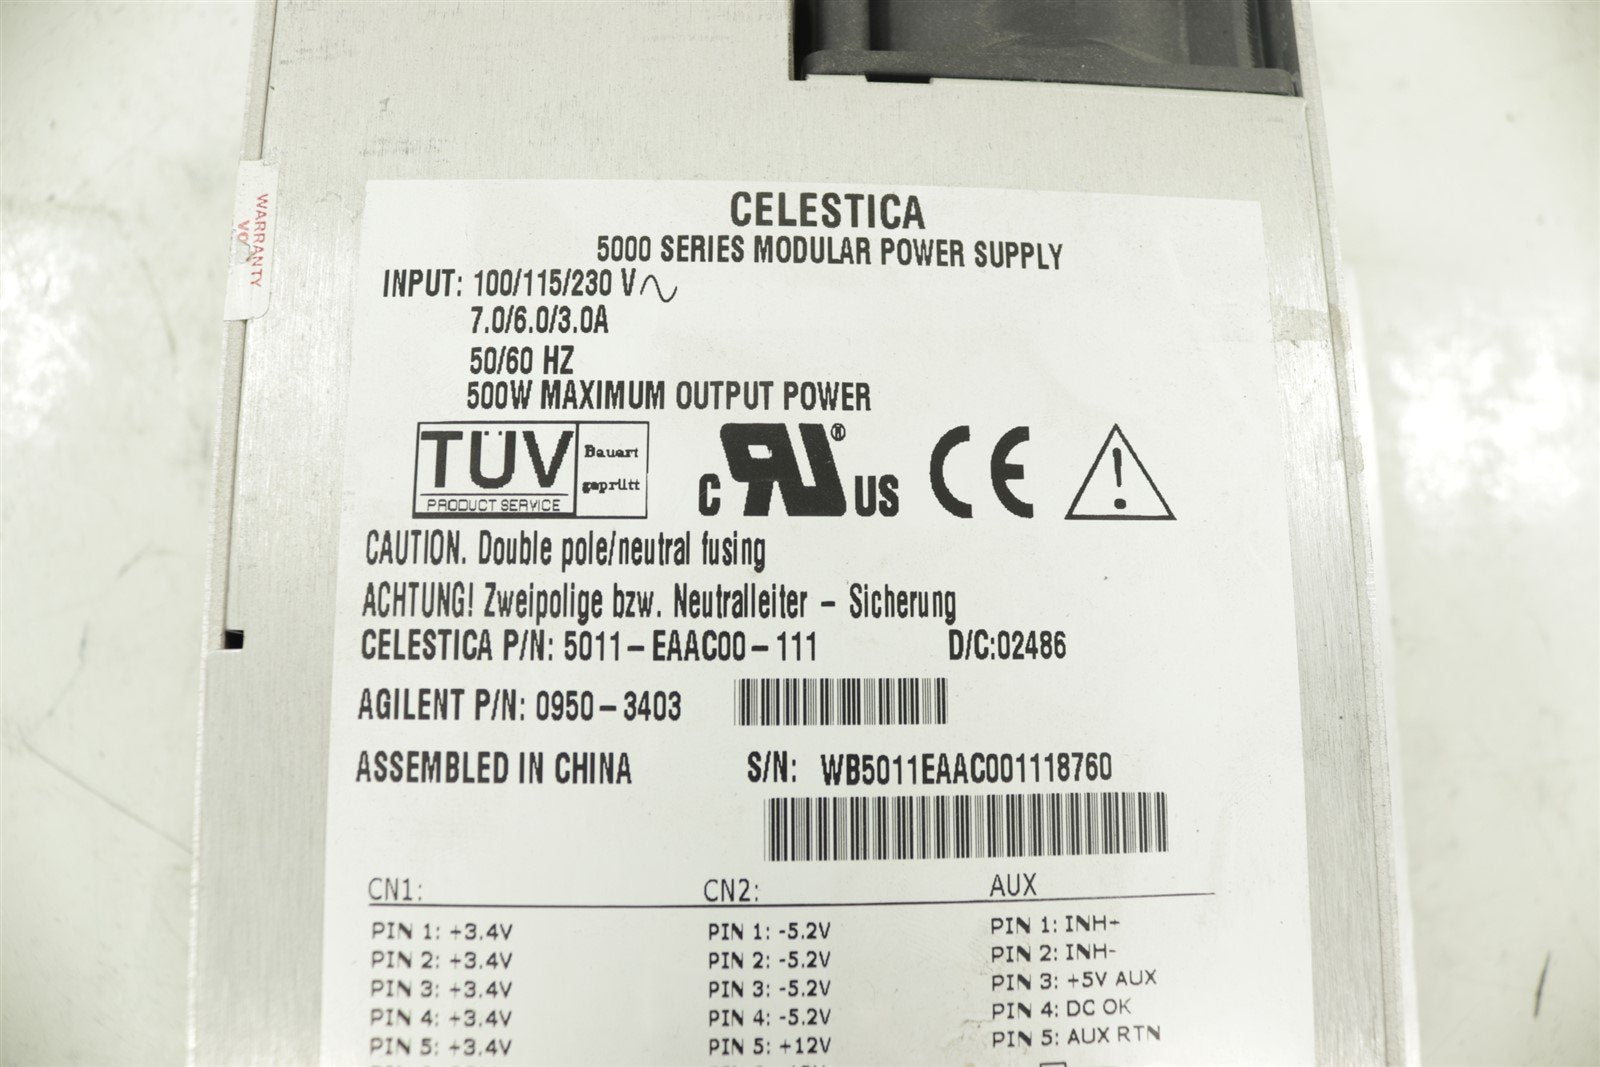 CELESTICA
5000 SERIES MODULAR POWER SUPPLY
INPUT: 100/115/230 V
7.0/6.0/3.0A
50/60 HZ
500W MAXIMUM OUTPUT POWER
WARRANTY
TÜV
PRODUCT SERVICE
Bauart
geprütt
C
US
®
CE
!
CAUTION. Double pole/neutral fusing
ACHTUNG! Zweipolige bzw. Neutralleiter - Sicherung
CELESTICA P/N: 5011-EAAC00-111 D/C:02486
AGILENT P/N: 0950-3403
ASSEMBLED IN CHINA S/N: WB5011EAAC001118760
CN1: CN2: AUX
PIN 1: +3.4V PIN 1: -5.2V PIN 1: INH+
PIN 2: +3.4V PIN 2: -5.2V PIN 2: INH-
PIN 3: +3.4V PIN 3: -5.2V PIN 3: +5V AUX
PIN 4: +3.4V PIN 4: -5.2V PIN 4: DC OK
PIN 5: +3.4V PIN 5: +12V PIN 5: AUX RTN